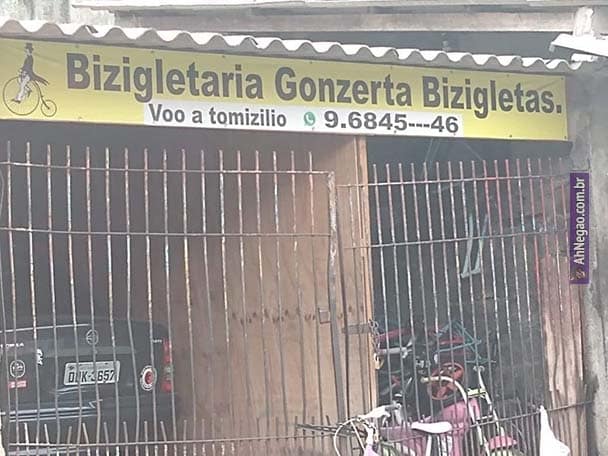 Bizigletaria Gonzerta Bizigletas.
Voo a tomizilio 9.6845---46
AhNegao.com.br